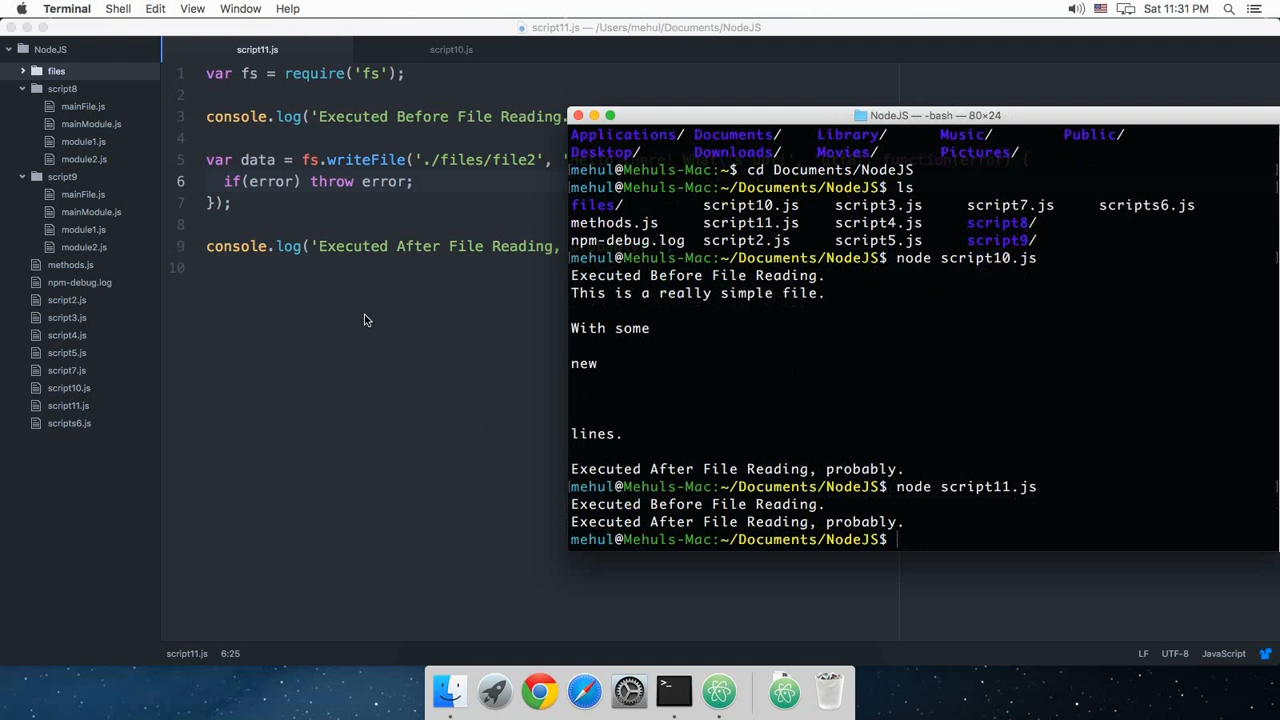 Terminal Shell Edit View Window Help Sat 11:31 PM
script11.js — /Users/mehul/Documents/NodeJS
NodeJS
files
script8
mainFile.js
mainModule.js
module1.js
module2.js
script9
mainFile.js
mainModule.js
module1.js
module2.js
methods.js
npm-debug.log
script2.js
script3.js
script4.js
script5.js
script7.js
script10.js
script11.js
scripts6.js
script11.js script10.js
1 var fs = require('fs');
2
3 console.log('Executed Before File Reading.
4
5 var data = fs.writeFile('./files/file2', '
6 if(error) throw error;
7 });
8
9 console.log('Executed After File Reading,
10
NodeJS — -bash — 80×24
Applications/ Documents/ Library/ Music/ Public/
Desktop/ Downloads/ Movies/ Pictures/
mehul@Mehuls-Mac:~$ cd Documents/NodeJS
mehul@Mehuls-Mac:~/Documents/NodeJS$ ls
files/ script10.js script3.js script7.js scripts6.js
methods.js script11.js script4.js script8/
npm-debug.log script2.js script5.js script9/
mehul@Mehuls-Mac:~/Documents/NodeJS$ node script10.js
Executed Before File Reading.
This is a really simple file.
With some
new
lines.
Executed After File Reading, probably.
mehul@Mehuls-Mac:~/Documents/NodeJS$ node script11.js
Executed Before File Reading.
Executed After File Reading, probably.
mehul@Mehuls-Mac:~/Documents/NodeJS$
script11.js 6:25 LF UTF-8 JavaScript